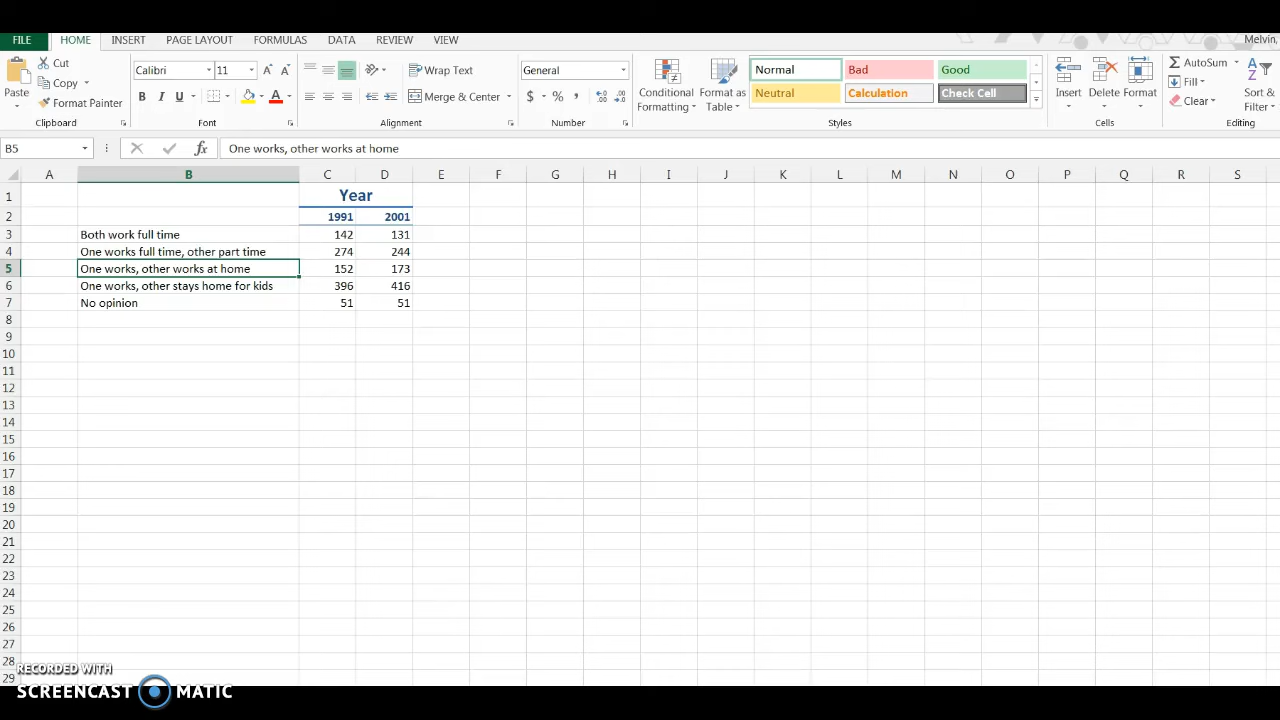 FILE HOME INSERT PAGE LAYOUT FORMULAS DATA REVIEW VIEW Melvin,
Paste Cut Copy Format Painter Clipboard
Calibri 11 B I U A A A Font
Wrap Text Merge & Center Alignment
General $ % , Number
Conditional Formatting Format as Table Normal Bad Good
Neutral Calculation Check Cell Styles
Insert Delete Format Cells
AutoSum Fill Clear Sort & Filter Editing
B5 fx One works, other works at home
A B C D E F G H I J K L M N O P Q R S
1 Year
2 1991 2001
3 Both work full time 142 131
4 One works full time, other part time 274 244
5 One works, other works at home 152 173
6 One works, other stays home for kids 396 416
7 No opinion 51 51
8
9
10
11
12
13
14
15
16
17
18
19
20
21
22
23
24
25
26
27
28
29
RECORDED WITH
SCREENCAST MATIC